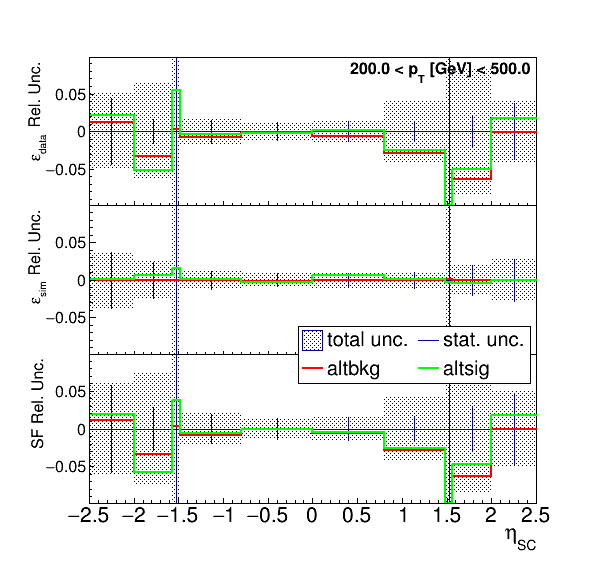 200.0 < p_T [GeV] < 500.0
ε_data Rel. Unc.
0.05
0
−0.05
ε_sim Rel. Unc.
0.05
0
−0.05
total unc. stat. unc.
altbkg altsig
SF Rel. Unc.
0.05
0
−0.05
−2.5 −2 −1.5 −1 −0.5 0 0.5 1 1.5 2 2.5
η_SC